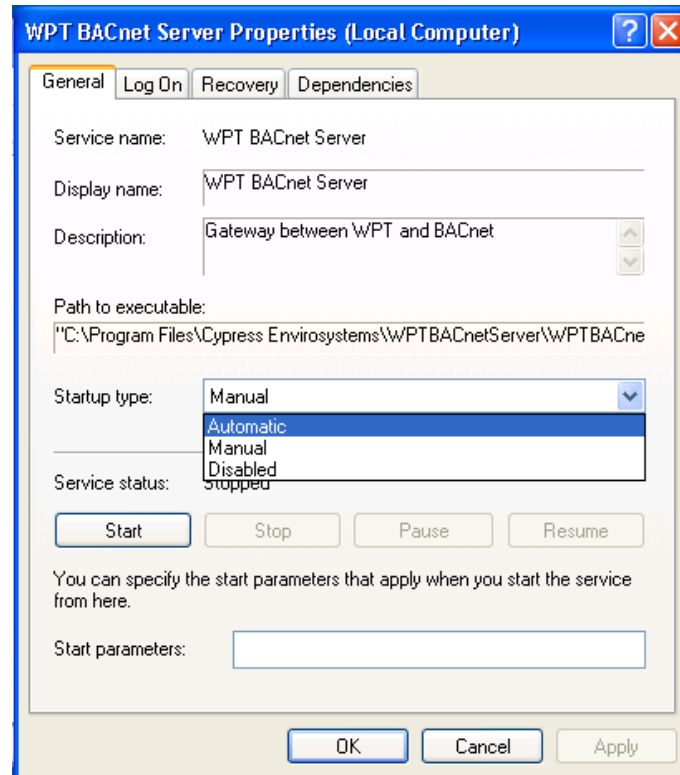 WPT BACnet Server Properties (Local Computer)
General Log On Recovery Dependencies
Service name: WPT BACnet Server
Display name: WPT BACnet Server
Description: Gateway between WPT and BACnet
Path to executable:
"C:\Program Files\Cypress Envirosystems\WPTBACnetServer\WPTBACne
Startup type: Manual
Automatic
Manual
Disabled
Service status: Stopped
Start Stop Pause Resume
You can specify the start parameters that apply when you start the service
from here.
Start parameters:
OK Cancel Apply